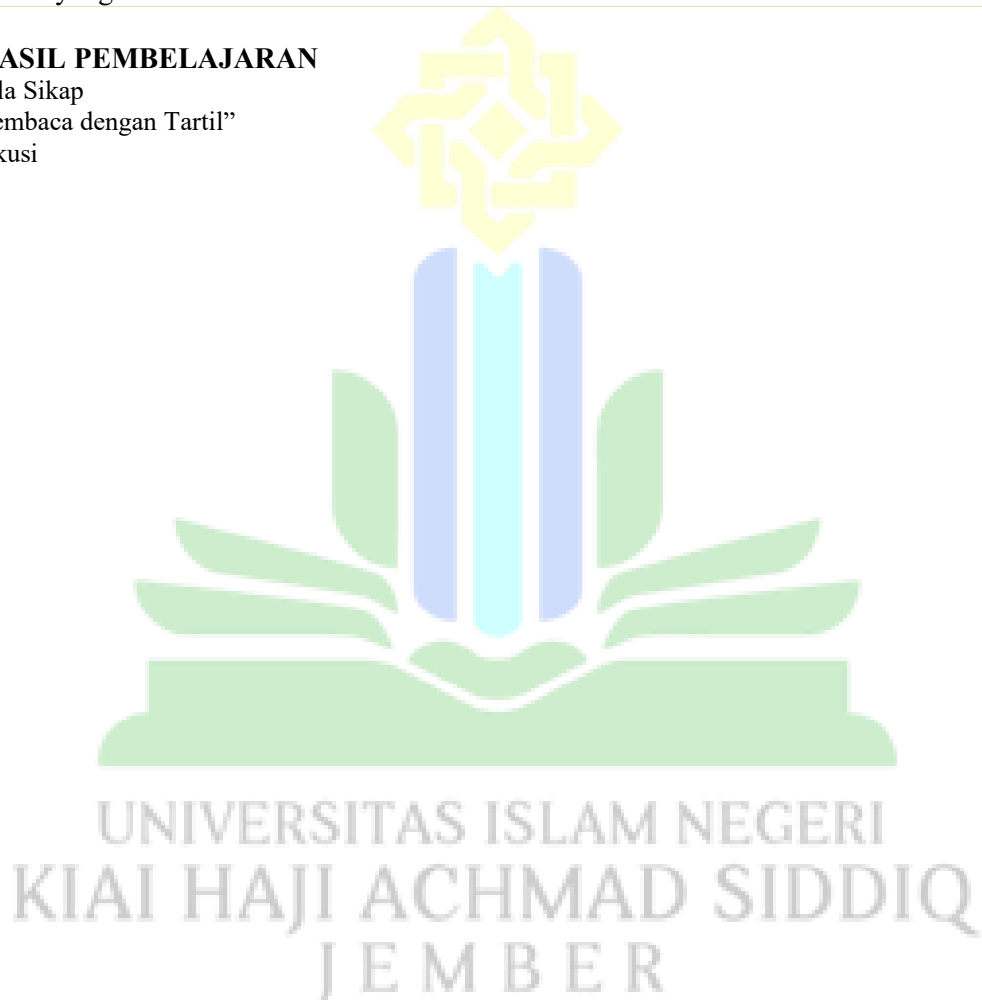 ASIL PEMBELAJARAN
la Sikap
embaca dengan Tartil”
kusi
UNIVERSITAS ISLAM NEGERI
KIAI HAJI ACHMAD SIDDIQ
JEMBER